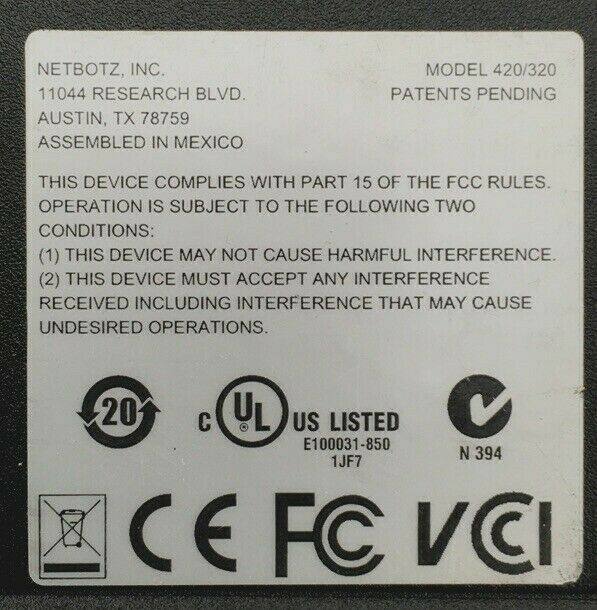 NETBOTZ, INC.
11044 RESEARCH BLVD.
AUSTIN, TX 78759
ASSEMBLED IN MEXICO
MODEL 420/320
PATENTS PENDING
THIS DEVICE COMPLIES WITH PART 15 OF THE FCC RULES.
OPERATION IS SUBJECT TO THE FOLLOWING TWO
CONDITIONS:
(1) THIS DEVICE MAY NOT CAUSE HARMFUL INTERFERENCE.
(2) THIS DEVICE MUST ACCEPT ANY INTERFERENCE
RECEIVED INCLUDING INTERFERENCE THAT MAY CAUSE
UNDESIRED OPERATIONS.
20
C UL ® US LISTED
E100031-850
1JF7
N 394
CE FC VCI